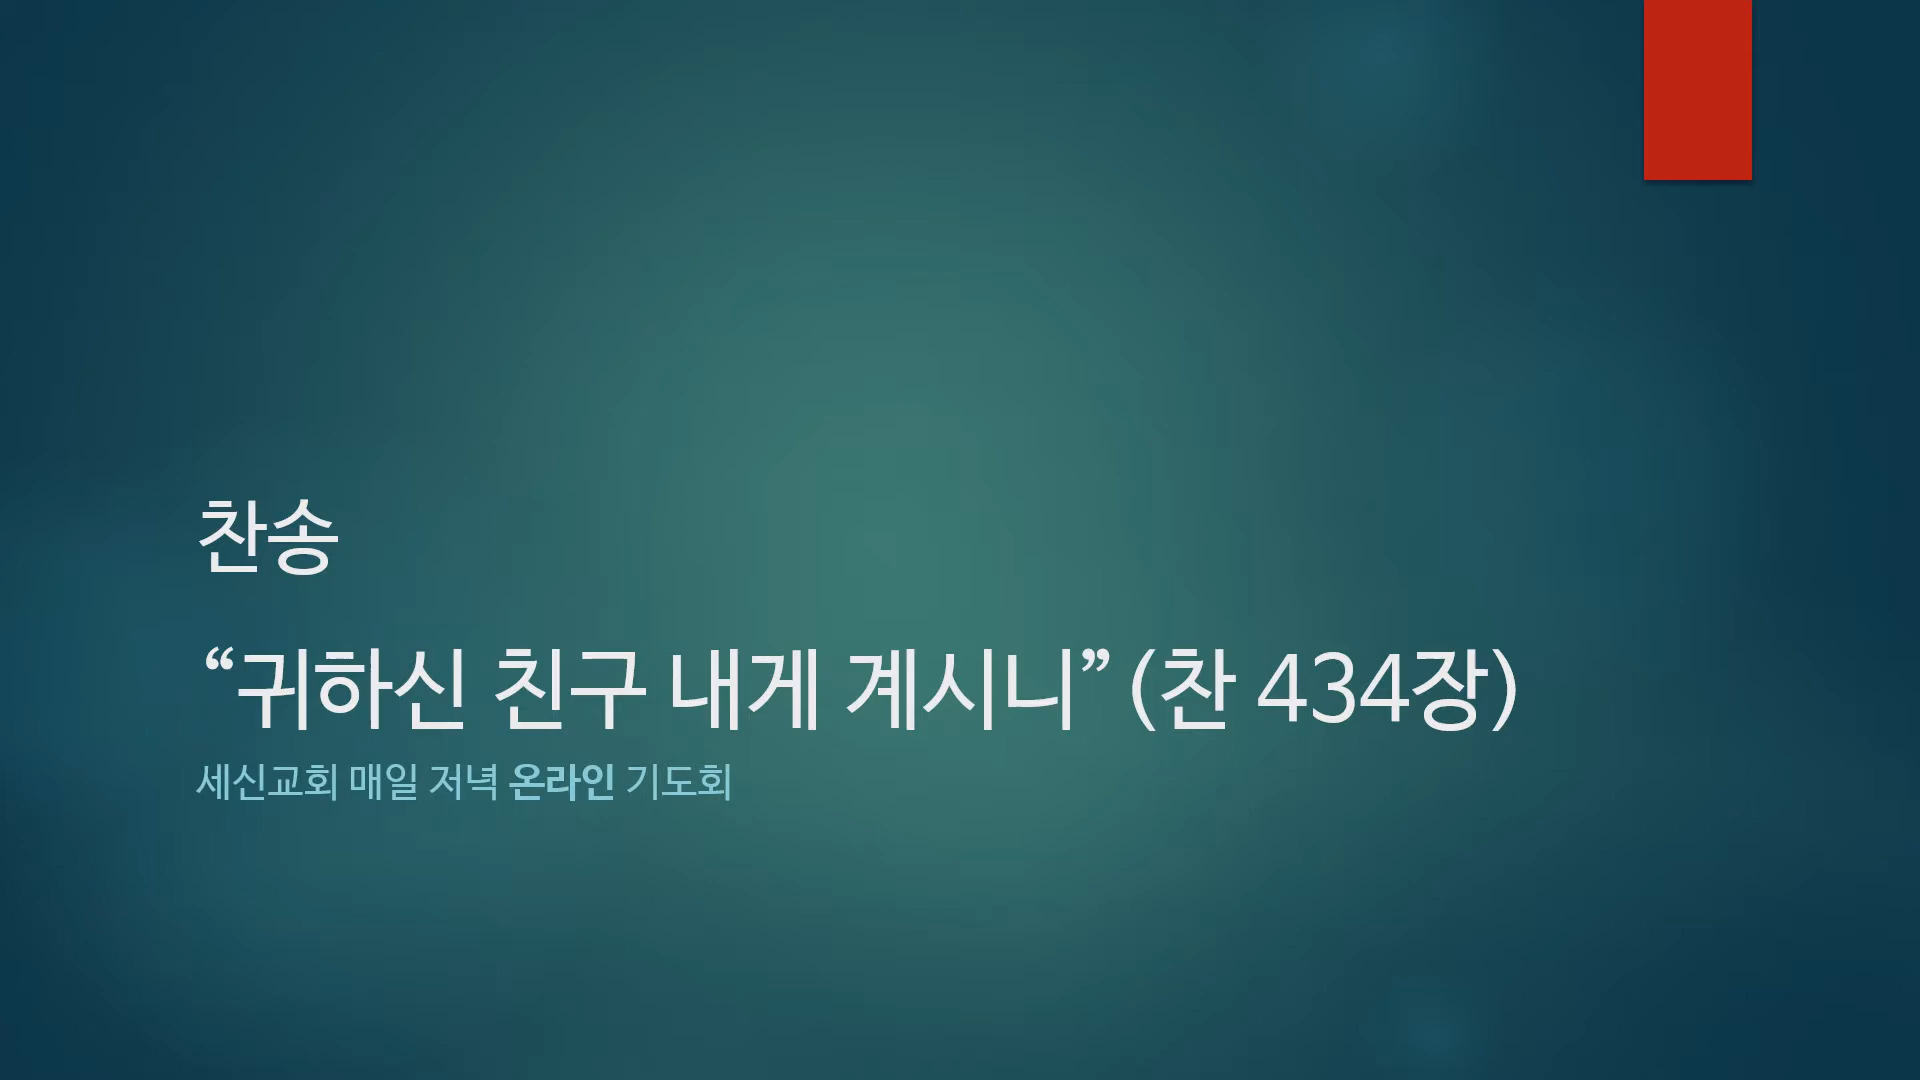 찬송
“귀하신 친구 내게 계시니”(찬 434장)
세신교회 매일 저녁 온라인 기도회